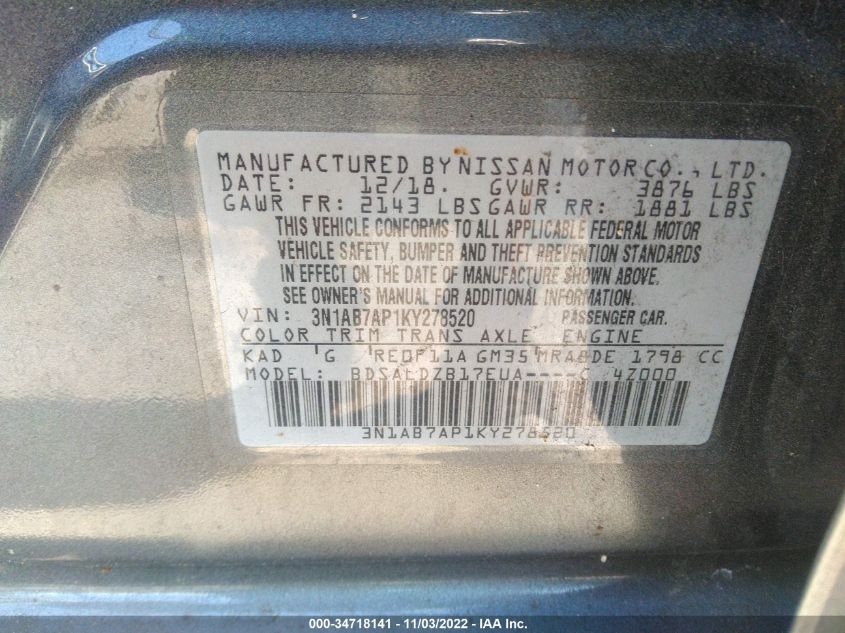 MANUFACTURED BY NISSAN MOTOR CO., LTD.
DATE: 12/18. GVWR: 3876 LBS
GAWR FR: 2143 LBS GAWR RR: 1881 LBS
THIS VEHICLE CONFORMS TO ALL APPLICABLE FEDERAL MOTOR
VEHICLE SAFETY, BUMPER AND THEFT PREVENTION STANDARDS
IN EFFECT ON THE DATE OF MANUFACTURE SHOWN ABOVE.
SEE OWNER'S MANUAL FOR ADDITIONAL INFORMATION.
VIN: 3N1AB7AP1KY278520 PASSENGER CAR.
COLOR TRIM TRANS AXLE ENGINE
KAD 'G 'RE0F11A GM35 MRA8DE 1798 CC
MODEL: 4Z000
3N1AB7AP1KY278520
000-34718141 - 11/03/2022 - IAA Inc.